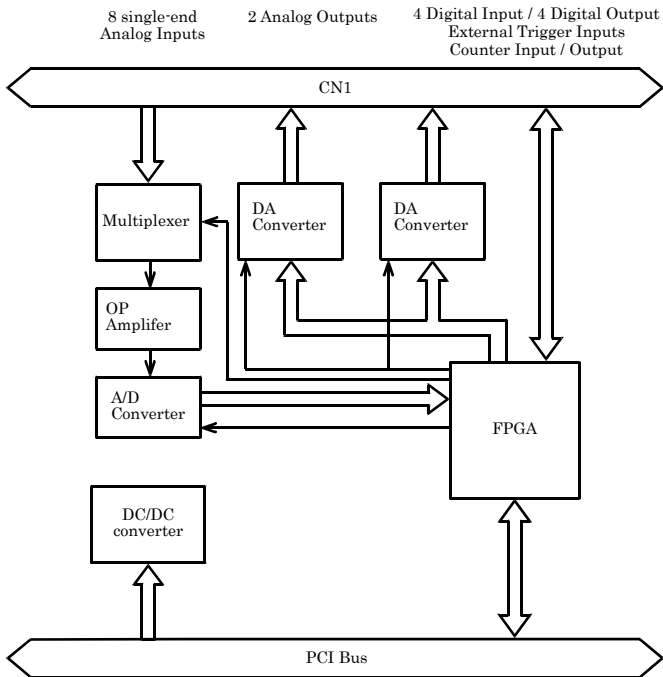 8 single-end
Analog Inputs
2 Analog Outputs
4 Digital Input / 4 Digital Output
External Trigger Inputs
Counter Input / Output
CN1
Multiplexer
DA
Converter
DA
Converter
OP
Amplifer
A/D
Converter
FPGA
DC/DC
converter
PCI Bus